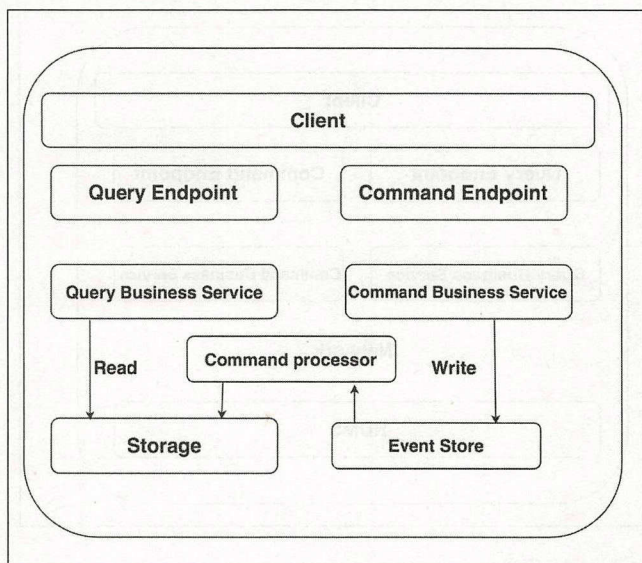 Client
Query Endpoint
Command Endpoint
Query Business Service
Command Business Service
Read
Command processor
Write
Storage
Event Store